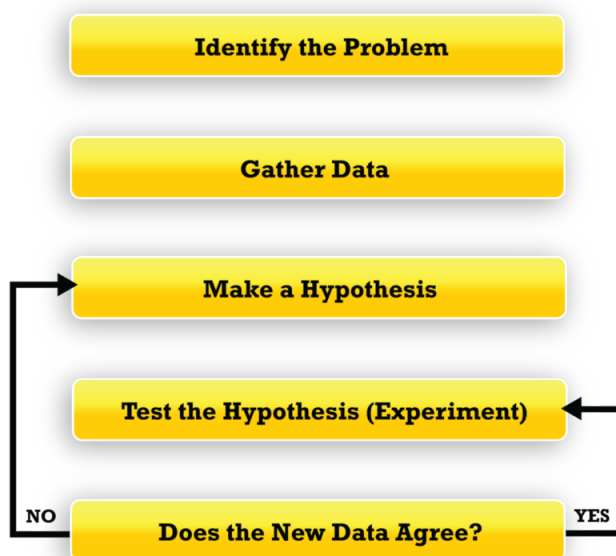 Identify the Problem
Gather Data
Make a Hypothesis
Test the Hypothesis (Experiment)
NO
Does the New Data Agree?
YES